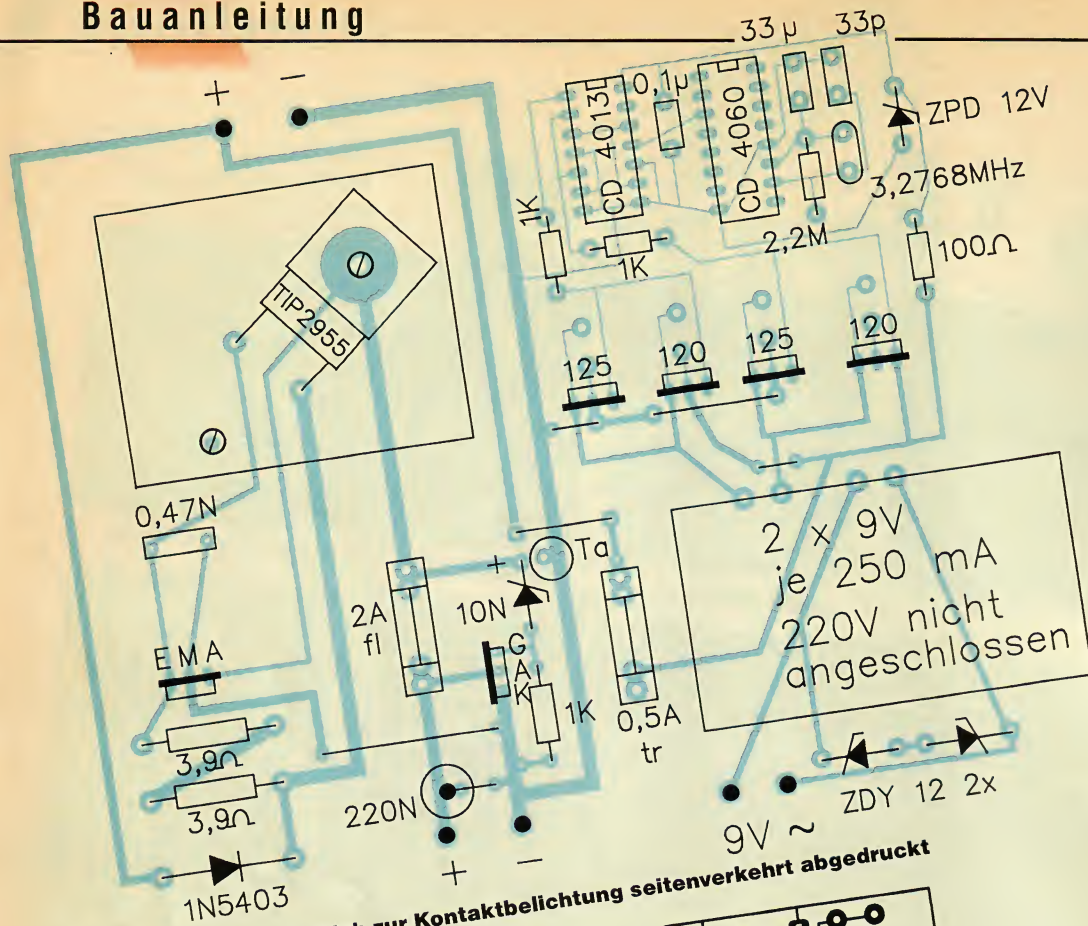 Bauanleitung
33 µ
33p
+
−
0,1µ
CD 4013
CD 4060
ZPD 12V
3,2768MHz
1K
1K
2,2M
100Ω
TIP2955
125
120
125
120
0,47N
2 x 9V
je 250 mA
220V nicht
angeschlossen
Ta
+
10N
2A
fl
G
A
K
E M A
1K
0,5A
tr
3,9Ω
3,9Ω
220N
ZDY 12 2x
9V ~
+
−
1N5403
zur Kontaktbelichtung seitenverkehrt abgedruckt